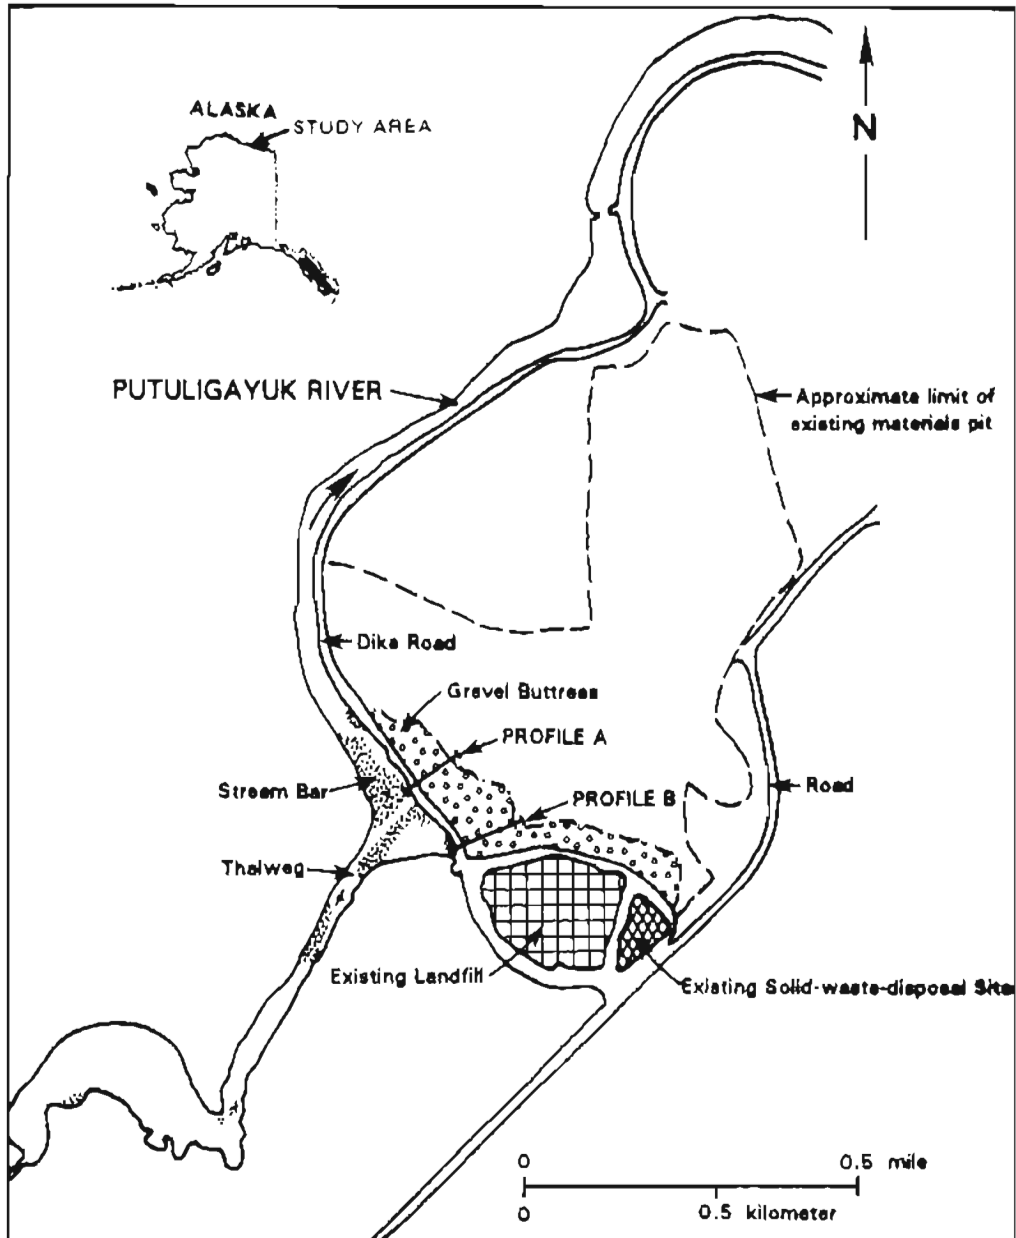 ALASKA
STUDY AREA
N
PUTULIGAYUK RIVER
Approximate limit of
existing materials pit
Dike Road
Gravel Buttress
PROFILE A
Stream Bar
PROFILE B
Road
Thalweg
Existing Landfill
Existing Solid-waste-disposal Site
0 0.5 mile
0 0.5 kilometer